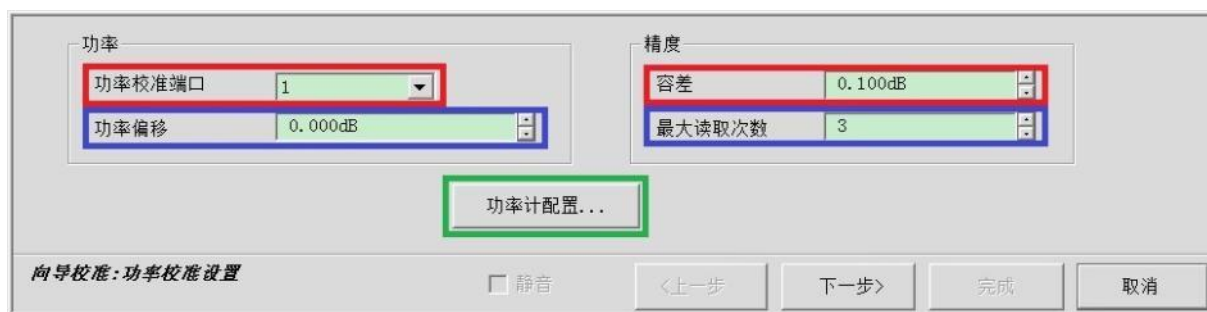 功率
精度
功率校准端口 1
容差 0.100dB
功率偏移 0.000dB
最大读取次数 3
功率计配置...
向导校准:功率校准设置
静音
<上一步
下一步>
完成
取消